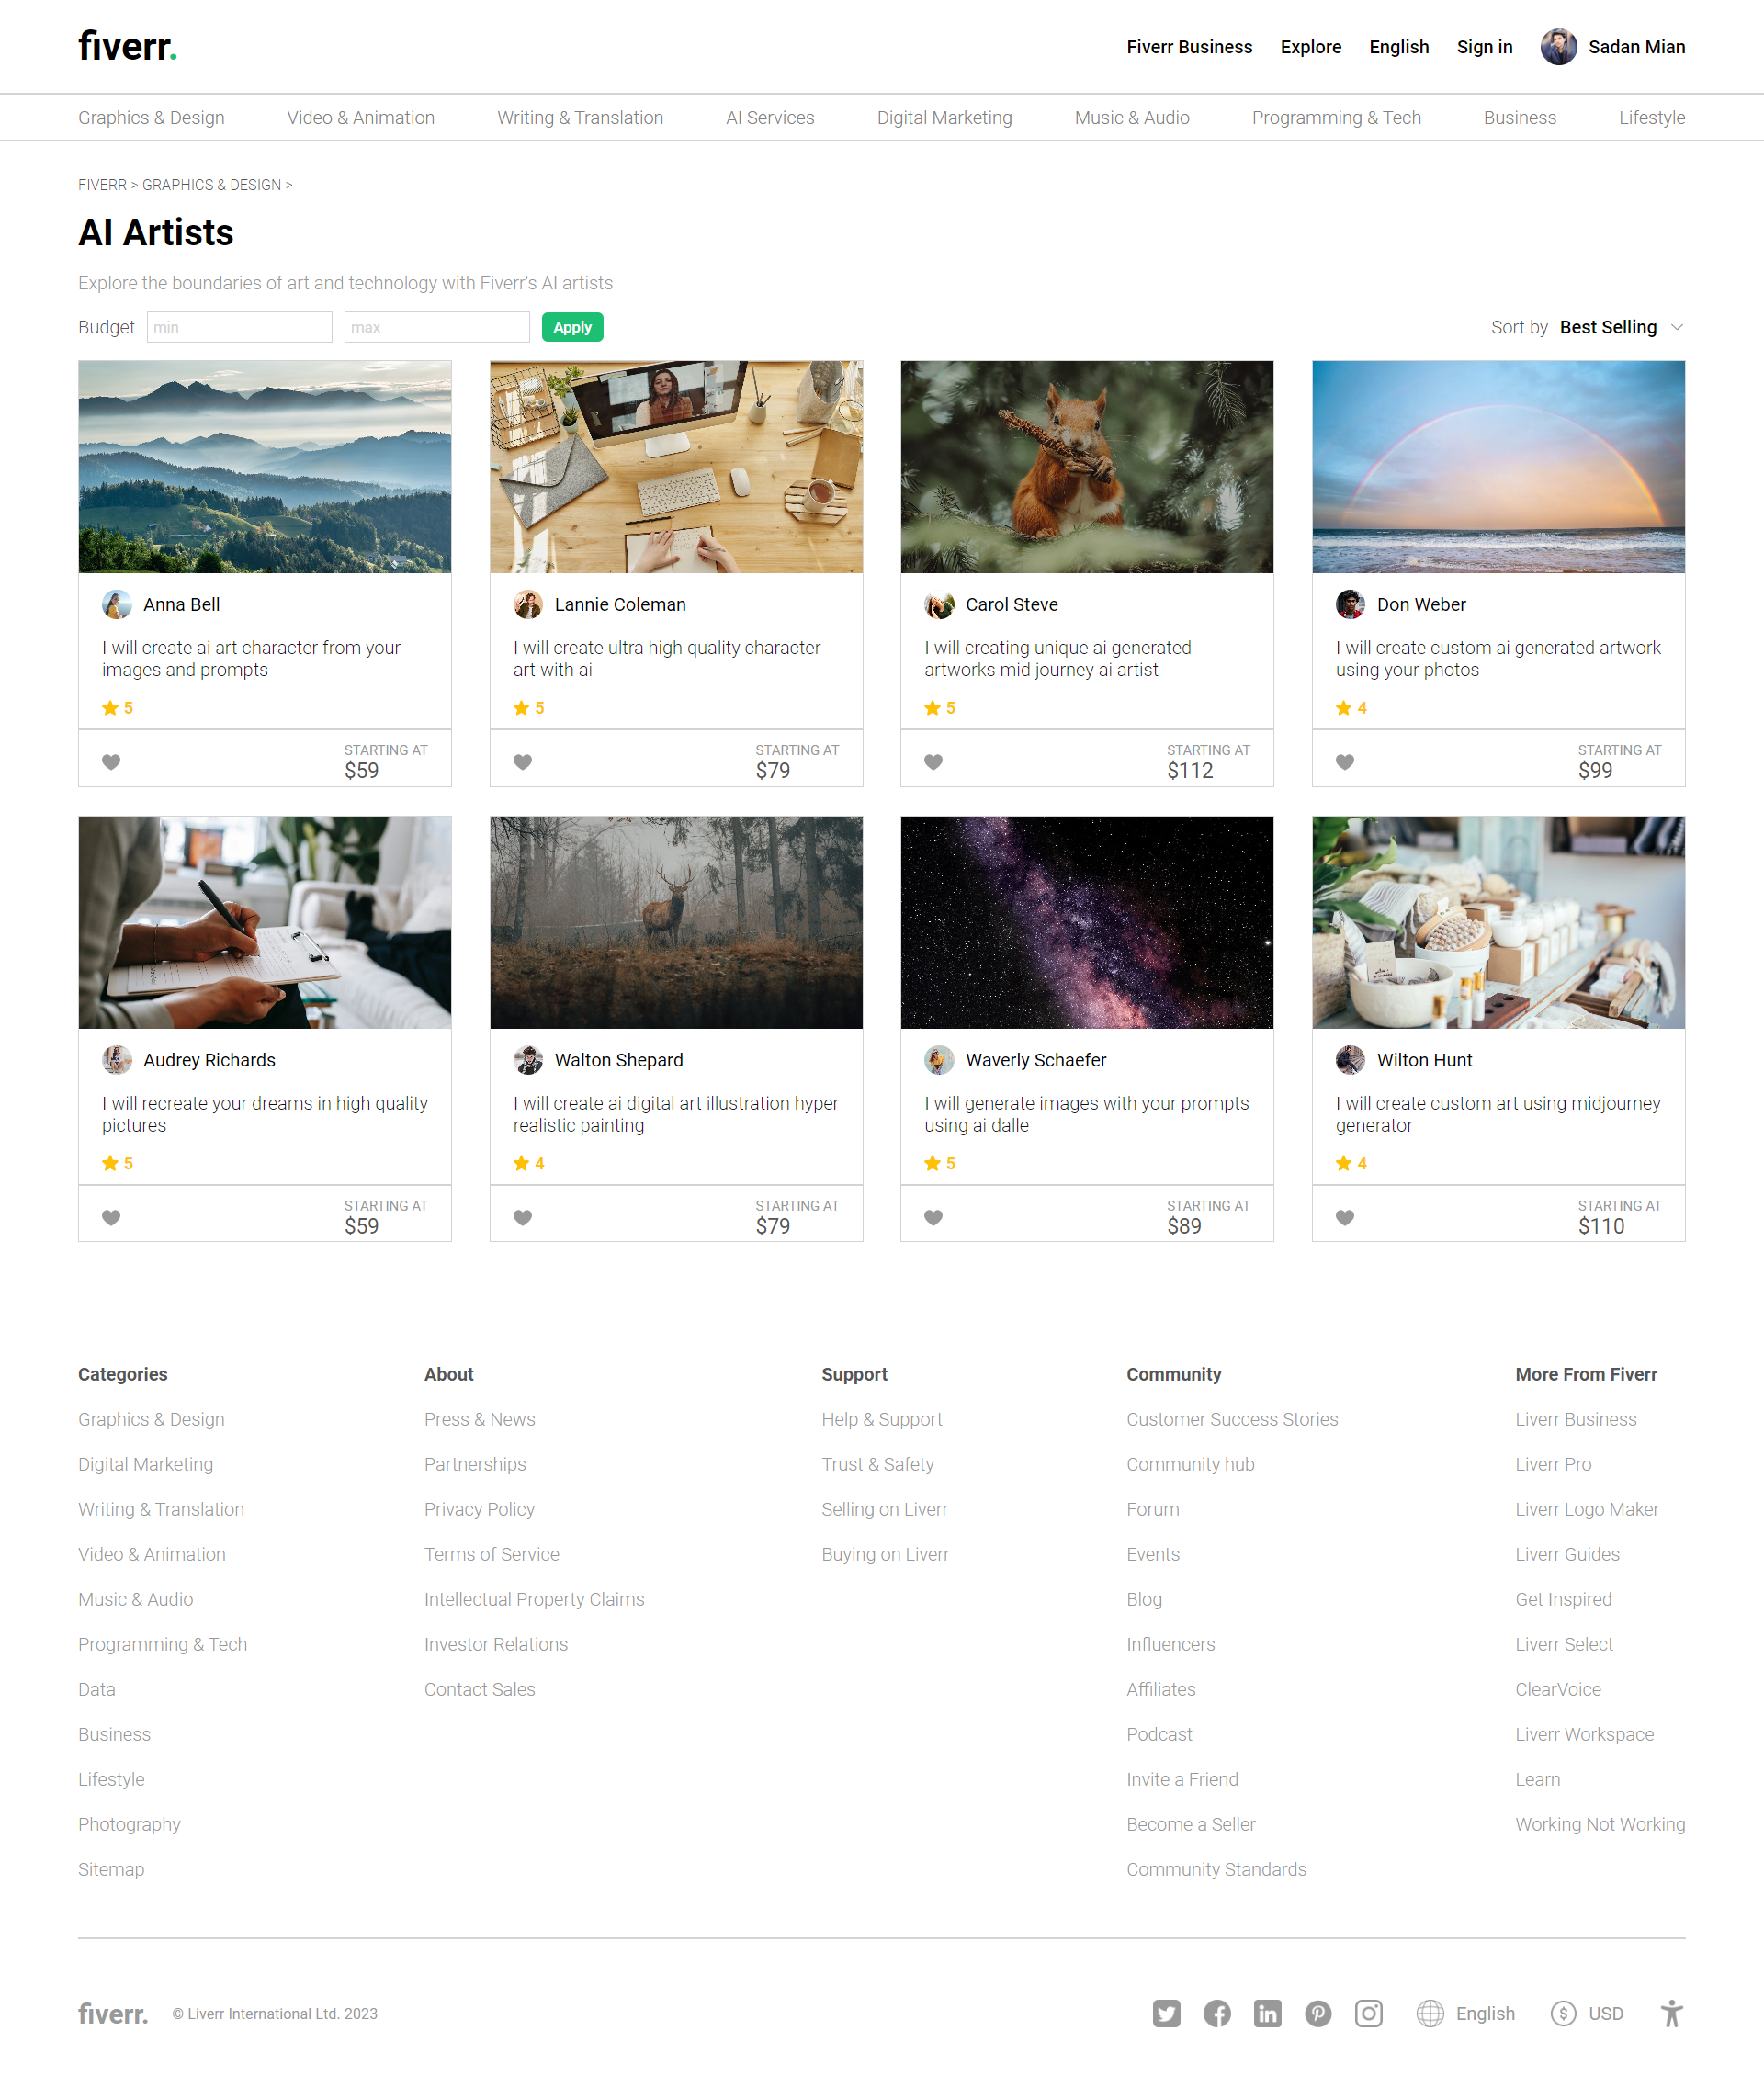 fiverr.
Fiverr Business Explore English Sign in Sadan Mian
Graphics & Design Video & Animation Writing & Translation AI Services Digital Marketing Music & Audio Programming & Tech Business Lifestyle
FIVERR > GRAPHICS & DESIGN >
AI Artists
Explore the boundaries of art and technology with Fiverr's AI artists
Budget min max Apply
Sort by Best Selling
Anna Bell
I will create ai art character from your
images and prompts
5
STARTING AT
$59
Lannie Coleman
I will create ultra high quality character
art with ai
5
STARTING AT
$79
Carol Steve
I will creating unique ai generated
artworks mid journey ai artist
5
STARTING AT
$112
Don Weber
I will create custom ai generated artwork
using your photos
4
STARTING AT
$99
Audrey Richards
I will recreate your dreams in high quality
pictures
5
STARTING AT
$59
Walton Shepard
I will create ai digital art illustration hyper
realistic painting
4
STARTING AT
$79
Waverly Schaefer
I will generate images with your prompts
using ai dalle
5
STARTING AT
$89
Wilton Hunt
I will create custom art using midjourney
generator
4
STARTING AT
$110
Categories
Graphics & Design
Digital Marketing
Writing & Translation
Video & Animation
Music & Audio
Programming & Tech
Data
Business
Lifestyle
Photography
Sitemap
About
Press & News
Partnerships
Privacy Policy
Terms of Service
Intellectual Property Claims
Investor Relations
Contact Sales
Support
Help & Support
Trust & Safety
Selling on Liverr
Buying on Liverr
Community
Customer Success Stories
Community hub
Forum
Events
Blog
Influencers
Affiliates
Podcast
Invite a Friend
Become a Seller
Community Standards
More From Fiverr
Liverr Business
Liverr Pro
Liverr Logo Maker
Liverr Guides
Get Inspired
Liverr Select
ClearVoice
Liverr Workspace
Learn
Working Not Working
fiverr.
© Liverr International Ltd. 2023
English
USD